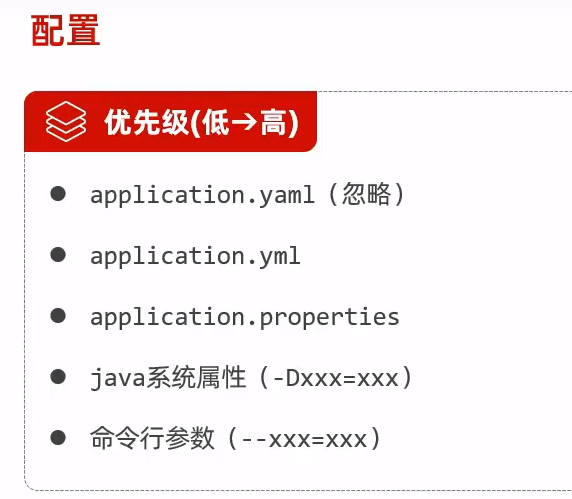 配置
优先级(低→高)
● application.yaml（忽略）
● application.yml
● application.properties
● java系统属性（-Dxxx=xxx）
● 命令行参数（--xxx=xxx）